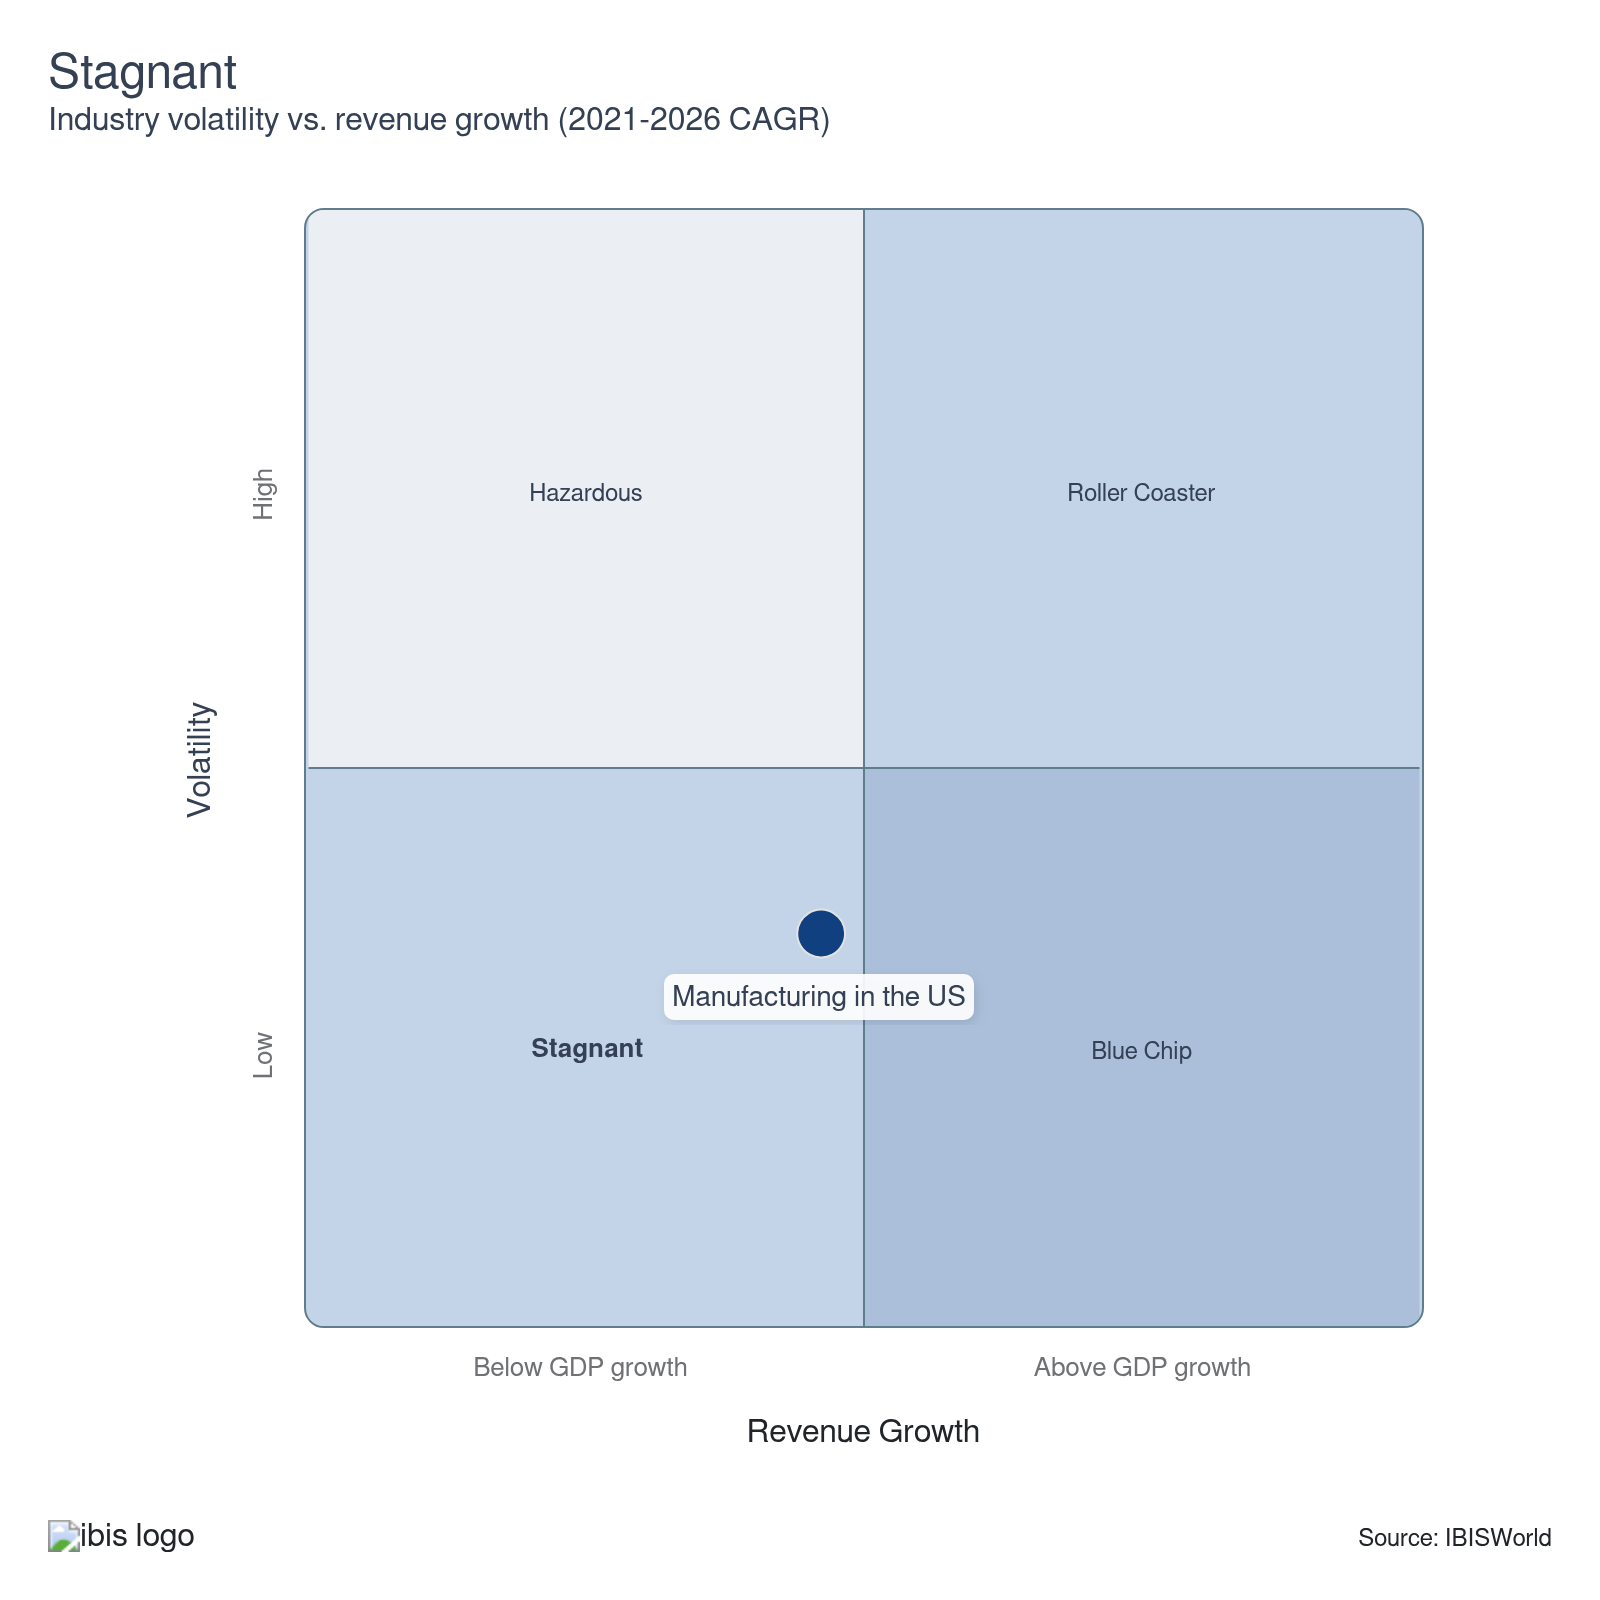 Stagnant
Industry volatility vs. revenue growth (2021-2026 CAGR)
Hazardous
Roller Coaster
High
Volatility
Manufacturing in the US
Stagnant
Blue Chip
Low
Below GDP growth
Above GDP growth
Revenue Growth
ibis logo
Source: IBISWorld